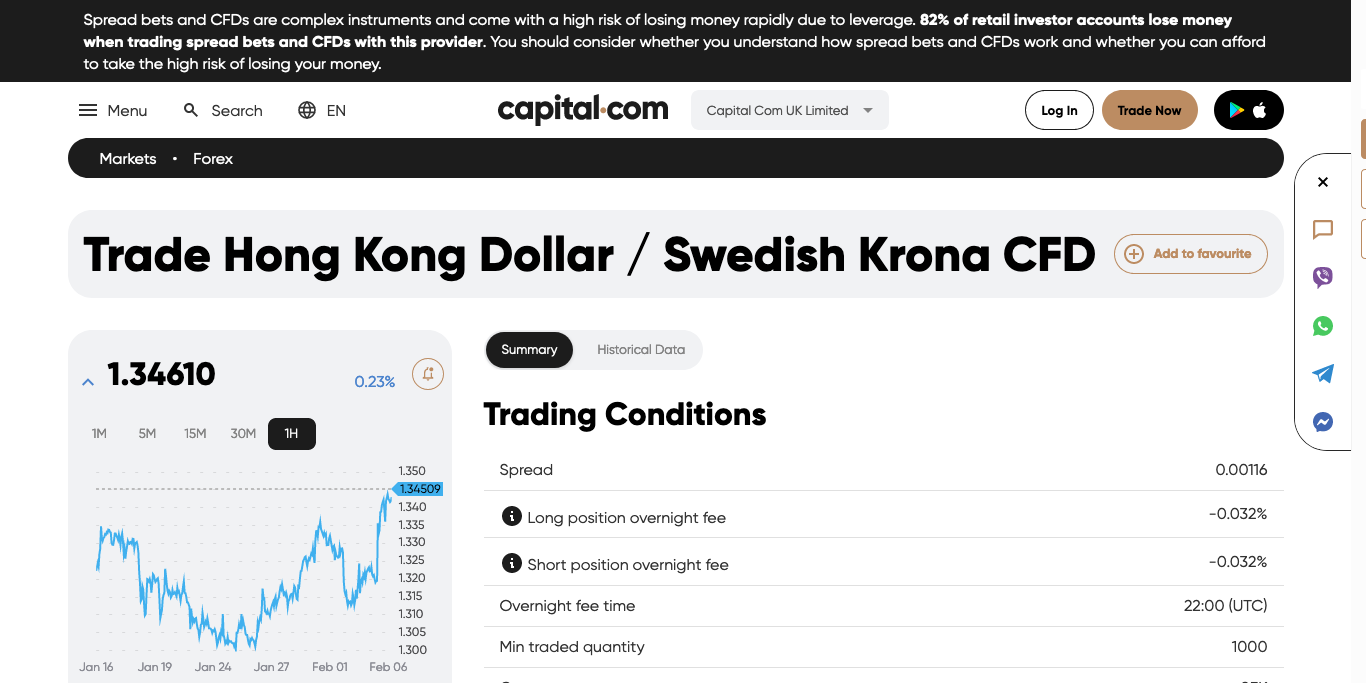 Spread bets and CFDs are complex instruments and come with a high risk of losing money rapidly due to leverage. 82% of retail investor accounts lose money
when trading spread bets and CFDs with this provider. You should consider whether you understand how spread bets and CFDs work and whether you can afford
to take the high risk of losing your money.
Menu
Search
EN
capital.com
Capital Com UK Limited
Log In
Trade Now
Markets • Forex
Trade Hong Kong Dollar / Swedish Krona CFD
Add to favourite
1.34610
0.23%
1M 5M 15M 30M 1H
1.350
1.34509
1.340
1.335
1.330
1.325
1.320
1.315
1.310
1.305
1.300
Jan 16 Jan 19 Jan 24 Jan 27 Feb 01 Feb 06
Summary
Historical Data
Trading Conditions
Spread 0.00116
Long position overnight fee -0.032%
Short position overnight fee -0.032%
Overnight fee time 22:00 (UTC)
Min traded quantity 1000